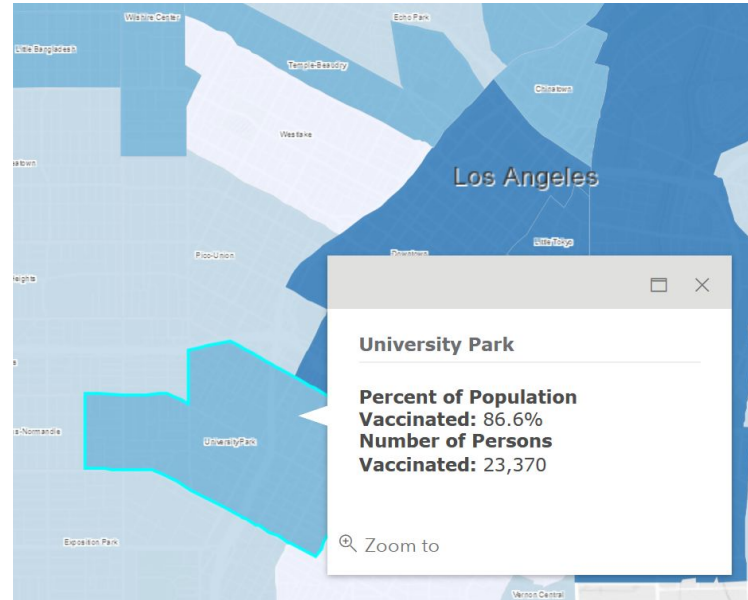 Wilshire Center
Echo Park
Little Bangladesh
Temple-Beaudry
Chinatown
Westlake
Los Angeles
Little Tokyo
Pico-Union
Downtown
University Park
Percent of Population
Vaccinated: 86.6%
Number of Persons
Vaccinated: 23,370
University Park
Zoom to
Exposition Park
Vernon Central